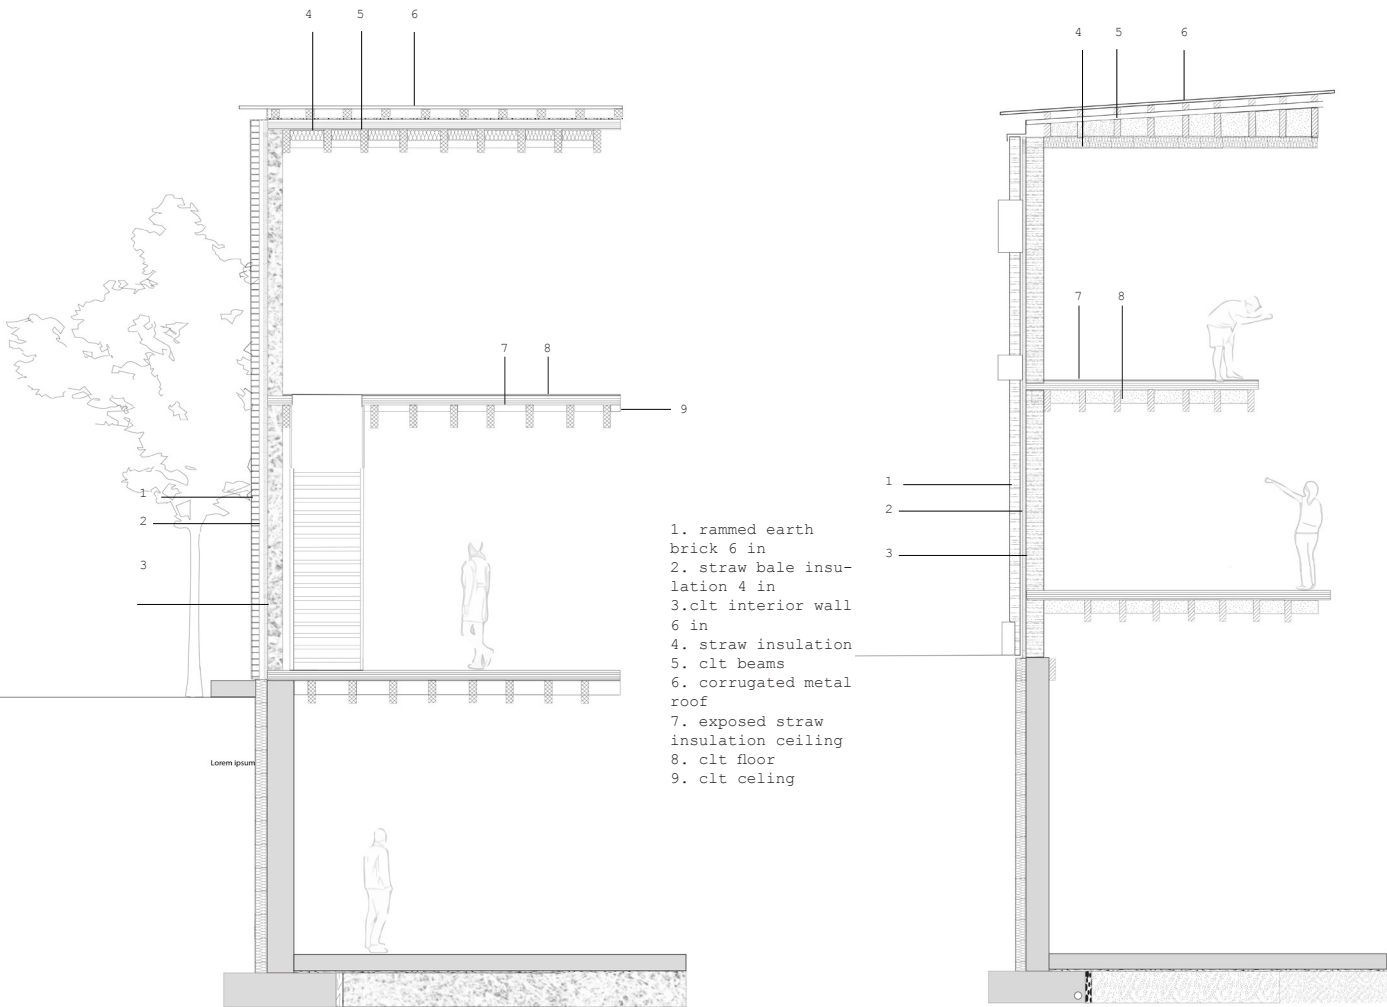 4 5 6
4 5 6
7 8
7 8
9
1
2
3
1
2
3
1. rammed earth
brick 6 in
2. straw bale insu-
lation 4 in
3.clt interior wall
6 in
4. straw insulation
5. clt beams
6. corrugated metal
roof
7. exposed straw
insulation ceiling
8. clt floor
9. clt celing
Lorem ipsum